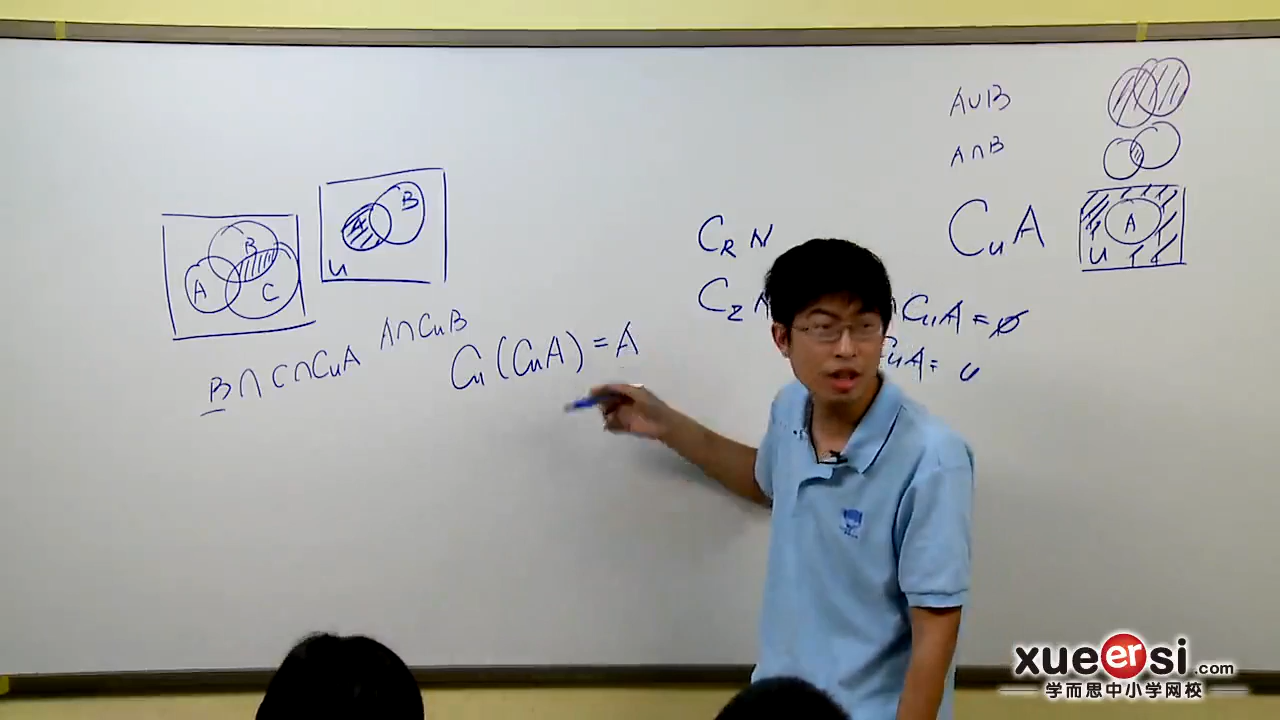 A∪B
A∩B
C_U A
A
U
A
B
U
B
A
C
C_R N
C_Z
C_U A = ∅
C_U A = U
A∩C_U B
C_U (C_U A) = A
B∩C∩C_U A
xueersi.com
学而思中小学网校